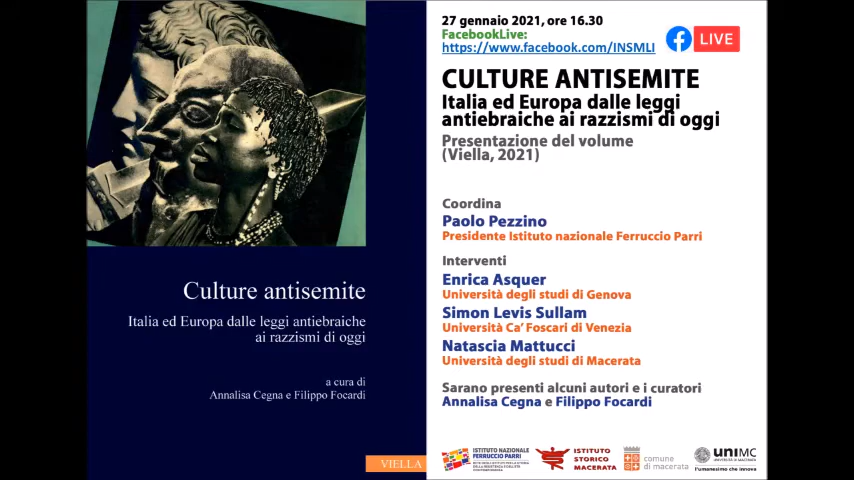 Culture antisemite
Italia ed Europa dalle leggi antiebraiche
ai razzismi di oggi
a cura di
Annalisa Cegna e Filippo Focardi
VIELLA
27 gennaio 2021, ore 16.30
FacebookLive:
https://www.facebook.com/INSMLI
LIVE
CULTURE ANTISEMITE
Italia ed Europa dalle leggi
antiebraiche ai razzismi di oggi
Presentazione del volume
(Viella, 2021)
Coordina
Paolo Pezzino
Presidente Istituto nazionale Ferruccio Parri
Interventi
Enrica Asquer
Università degli studi di Genova
Simon Levis Sullam
Università Ca' Foscari di Venezia
Natascia Mattucci
Università degli studi di Macerata
Sarano presenti alcuni autori e i curatori
Annalisa Cegna e Filippo Focardi
ISTITUTO NAZIONALE
FERRUCCIO PARRI
ISTITUTO
STORICO
MACERATA
comune
di macerata
UNIMC
UNIVERSITÀ DI MACERATA
l'umanesimo che innova